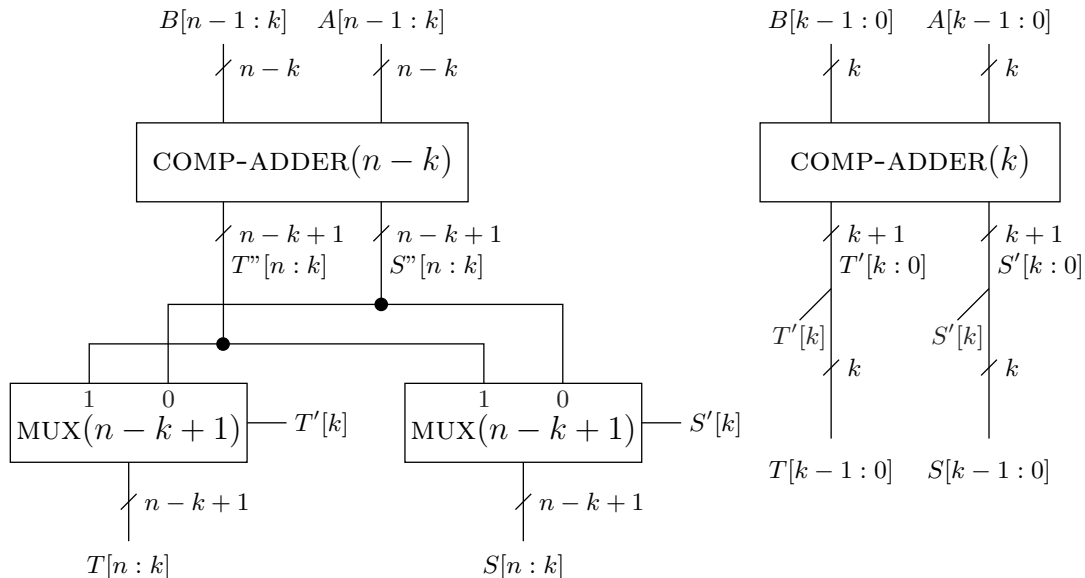 B[n − 1 : k] A[n − 1 : k] B[k − 1 : 0] A[k − 1 : 0]
n − k n − k k k
COMP-ADDER(n − k) COMP-ADDER(k)
n − k + 1 n − k + 1 k + 1 k + 1
T”[n : k] S”[n : k] T′[k : 0] S′[k : 0]
T′[k] S′[k]
k k
1 0 1 0
MUX(n − k + 1) T′[k] MUX(n − k + 1) S′[k]
T[k − 1 : 0] S[k − 1 : 0]
n − k + 1 n − k + 1
T[n : k] S[n : k]